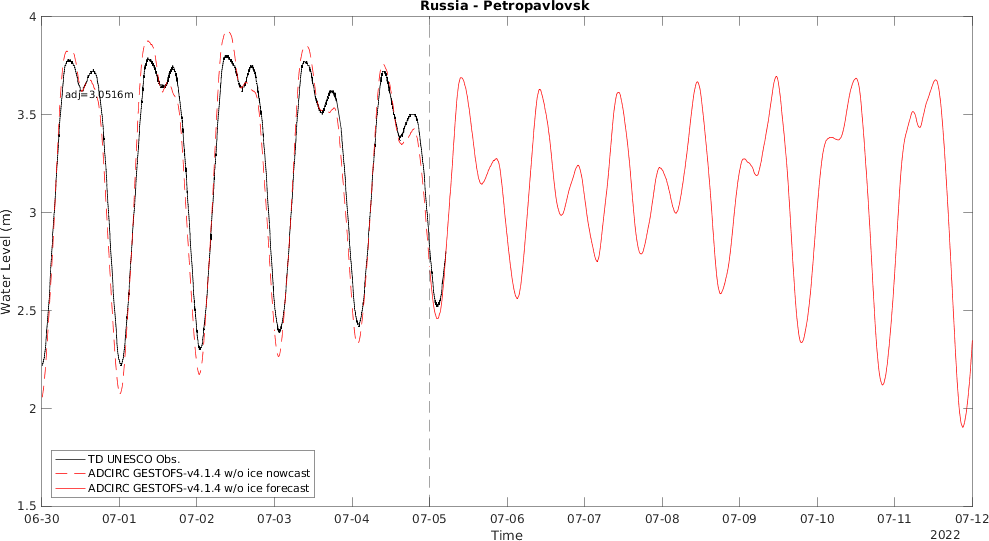 Russia - Petropavlovsk
4
3.5
3
2.5
2
1.5
Water Level (m)
adj=3.0516m
TD UNESCO Obs.
ADCIRC GESTOFS-v4.1.4 w/o ice nowcast
ADCIRC GESTOFS-v4.1.4 w/o ice forecast
06-30 07-01 07-02 07-03 07-04 07-05 07-06 07-07 07-08 07-09 07-10 07-11 07-12
Time
2022